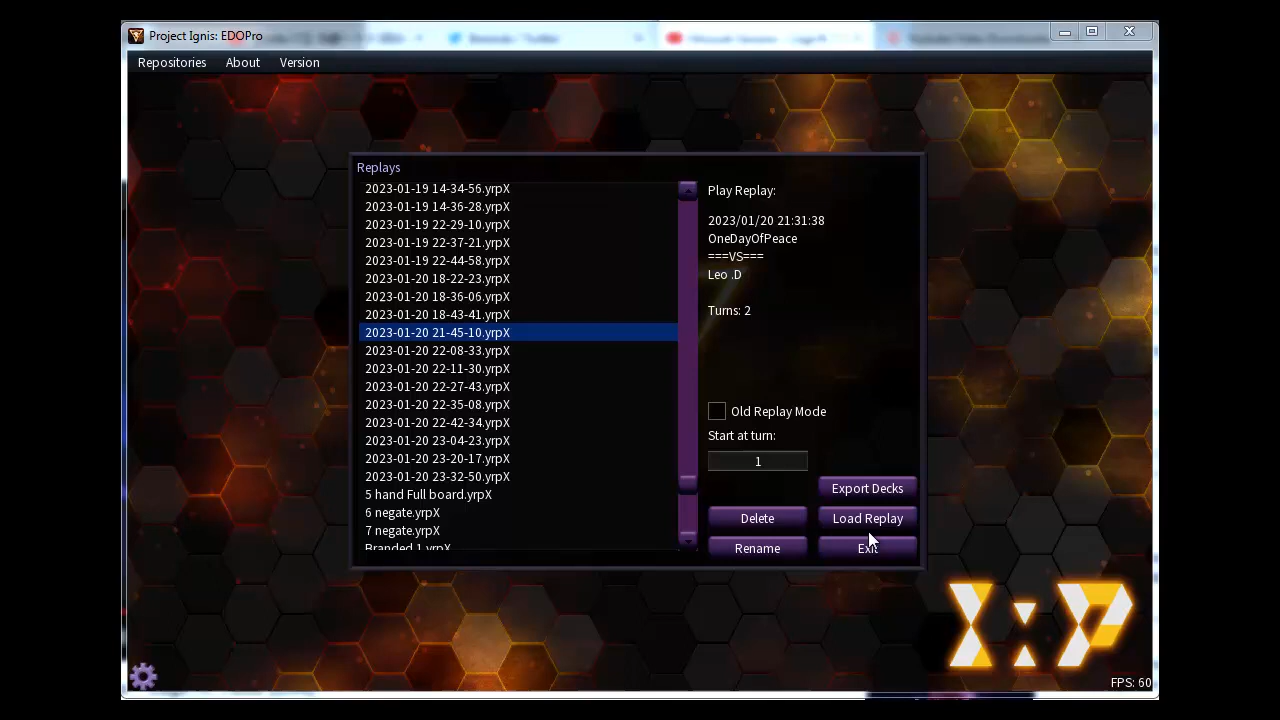 Project Ignis: EDOPro
Repositories About Version
Replays
2023-01-19 14-34-56.yrpX
2023-01-19 14-36-28.yrpX
2023-01-19 22-29-10.yrpX
2023-01-19 22-37-21.yrpX
2023-01-19 22-44-58.yrpX
2023-01-20 18-22-23.yrpX
2023-01-20 18-36-06.yrpX
2023-01-20 18-43-41.yrpX
2023-01-20 21-45-10.yrpX
2023-01-20 22-08-33.yrpX
2023-01-20 22-11-30.yrpX
2023-01-20 22-27-43.yrpX
2023-01-20 22-35-08.yrpX
2023-01-20 22-42-34.yrpX
2023-01-20 23-04-23.yrpX
2023-01-20 23-20-17.yrpX
2023-01-20 23-32-50.yrpX
5 hand Full board.yrpX
6 negate.yrpX
7 negate.yrpX
Branded 1.yrpX
Play Replay:
2023/01/20 21:31:38
OneDayOfPeace
===VS===
Leo .D
Turns: 2
Old Replay Mode
Start at turn:
1
Export Decks
Delete Load Replay
Rename Exit
I:P
FPS: 60